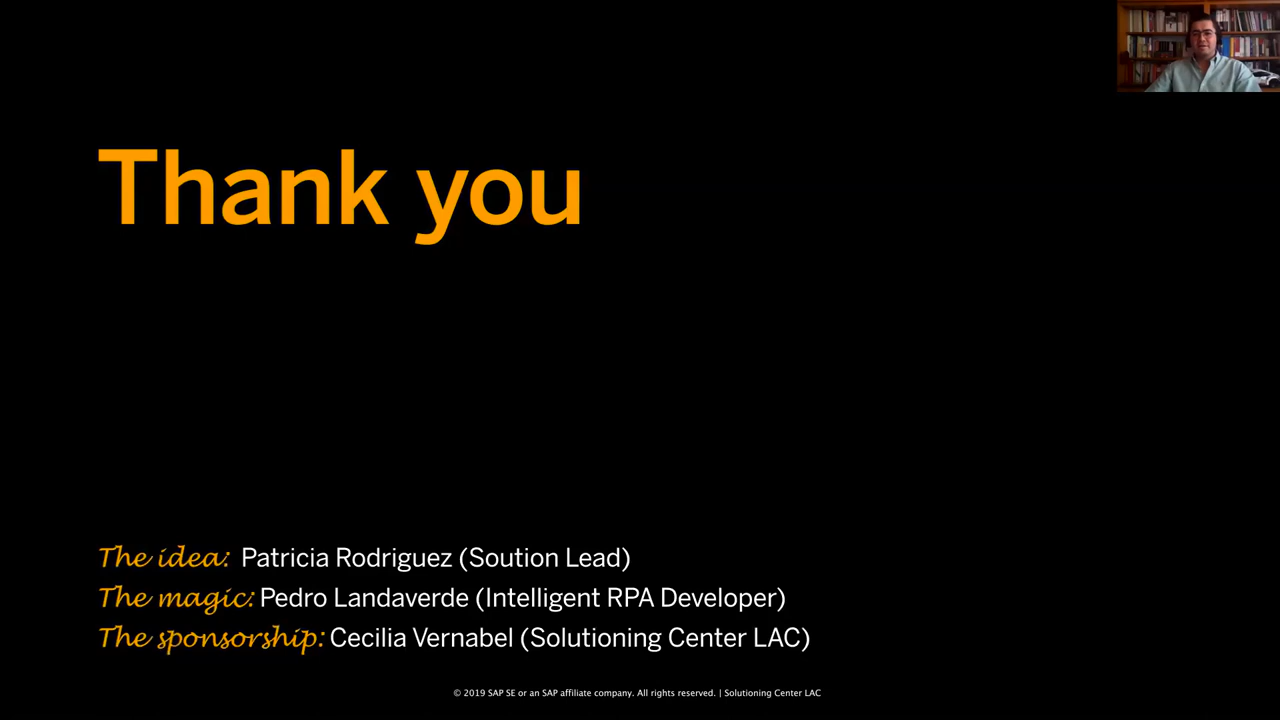 Thank you
The idea: Patricia Rodriguez (Soution Lead)
The magic: Pedro Landaverde (Intelligent RPA Developer)
The sponsorship: Cecilia Vernabel (Solutioning Center LAC)
© 2019 SAP SE or an SAP affiliate company. All rights reserved. | Solutioning Center LAC